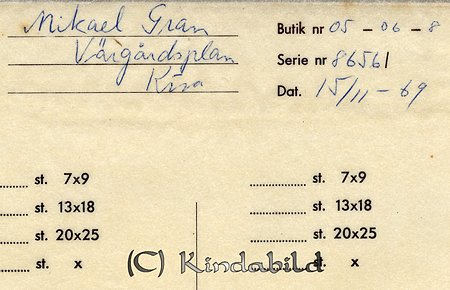 Mikael Gran
Butik nr 05 - 06 - 8
Värgårdsplan
Serie nr 86561
Kisa
Dat. 15/11 - 69
st. 7x9
st. 7x9
st. 13x18
st. 13x18
st. 20x25
st. 20x25
st. x
st. x
(C) Kindabild